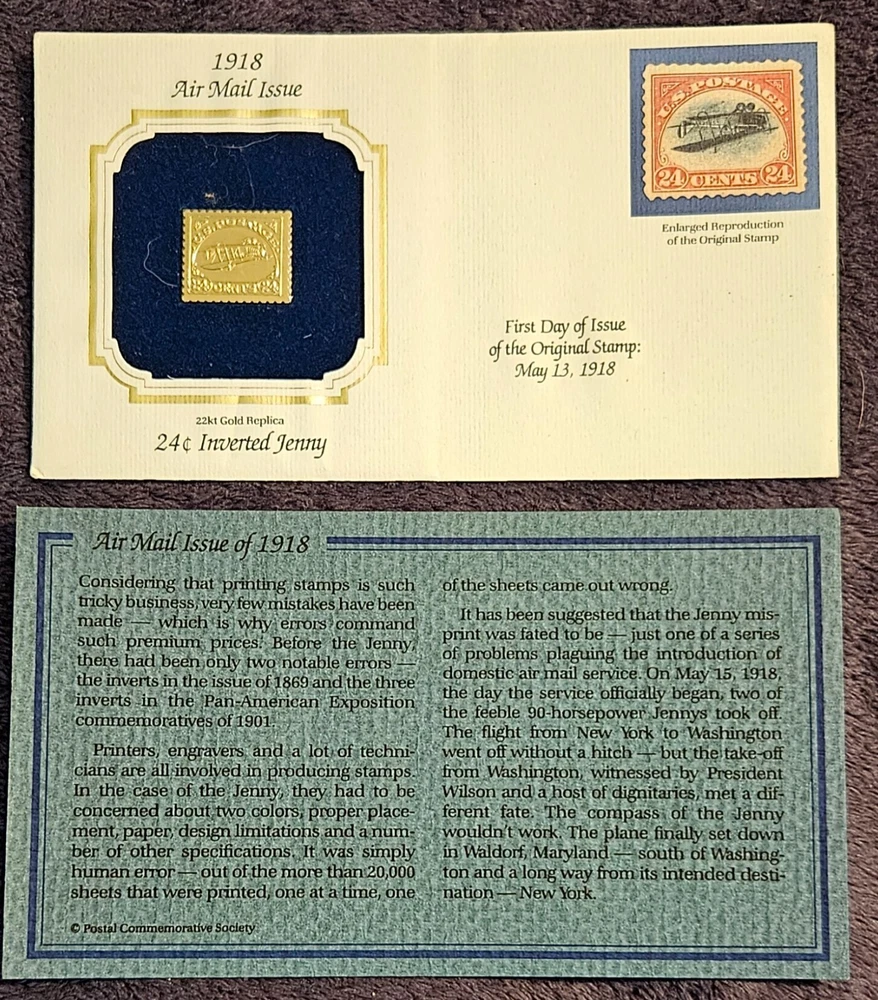 1918
Air Mail Issue
22kt Gold Replica
24¢ Inverted Jenny
U.S. POSTAGE
24 CENTS 24
Enlarged Reproduction
of the Original Stamp
First Day of Issue
of the Original Stamp:
May 13, 1918
Air Mail Issue of 1918
Considering that printing stamps is such
tricky business, very few mistakes have been
made — which is why errors command
such premium prices. Before the Jenny,
there had been only two notable errors —
the inverts in the issue of 1869 and the three
inverts in the Pan-American Exposition
commemoratives of 1901.
Printers, engravers and a lot of techni-
cians are all involved in producing stamps.
In the case of the Jenny, they had to be
concerned about two colors, proper place-
ment, paper, design limitations and a num-
ber of other specifications. It was simply
human error — out of the more than 20,000
sheets that were printed, one at a time, one
of the sheets came out wrong.
It has been suggested that the Jenny mis-
print was fated to be — just one of a series
of problems plaguing the introduction of
domestic air mail service. On May 15, 1918,
the day the service officially began, two of
the feeble 90-horsepower Jennys took off.
The flight from New York to Washington
went off without a hitch — but the take-off
from Washington, witnessed by President
Wilson and a host of dignitaries, met a dif-
ferent fate. The compass of the Jenny
wouldn't work. The plane finally set down
in Waldorf, Maryland — south of Washing-
ton and a long way from its intended desti-
nation — New York.
© Postal Commemorative Society